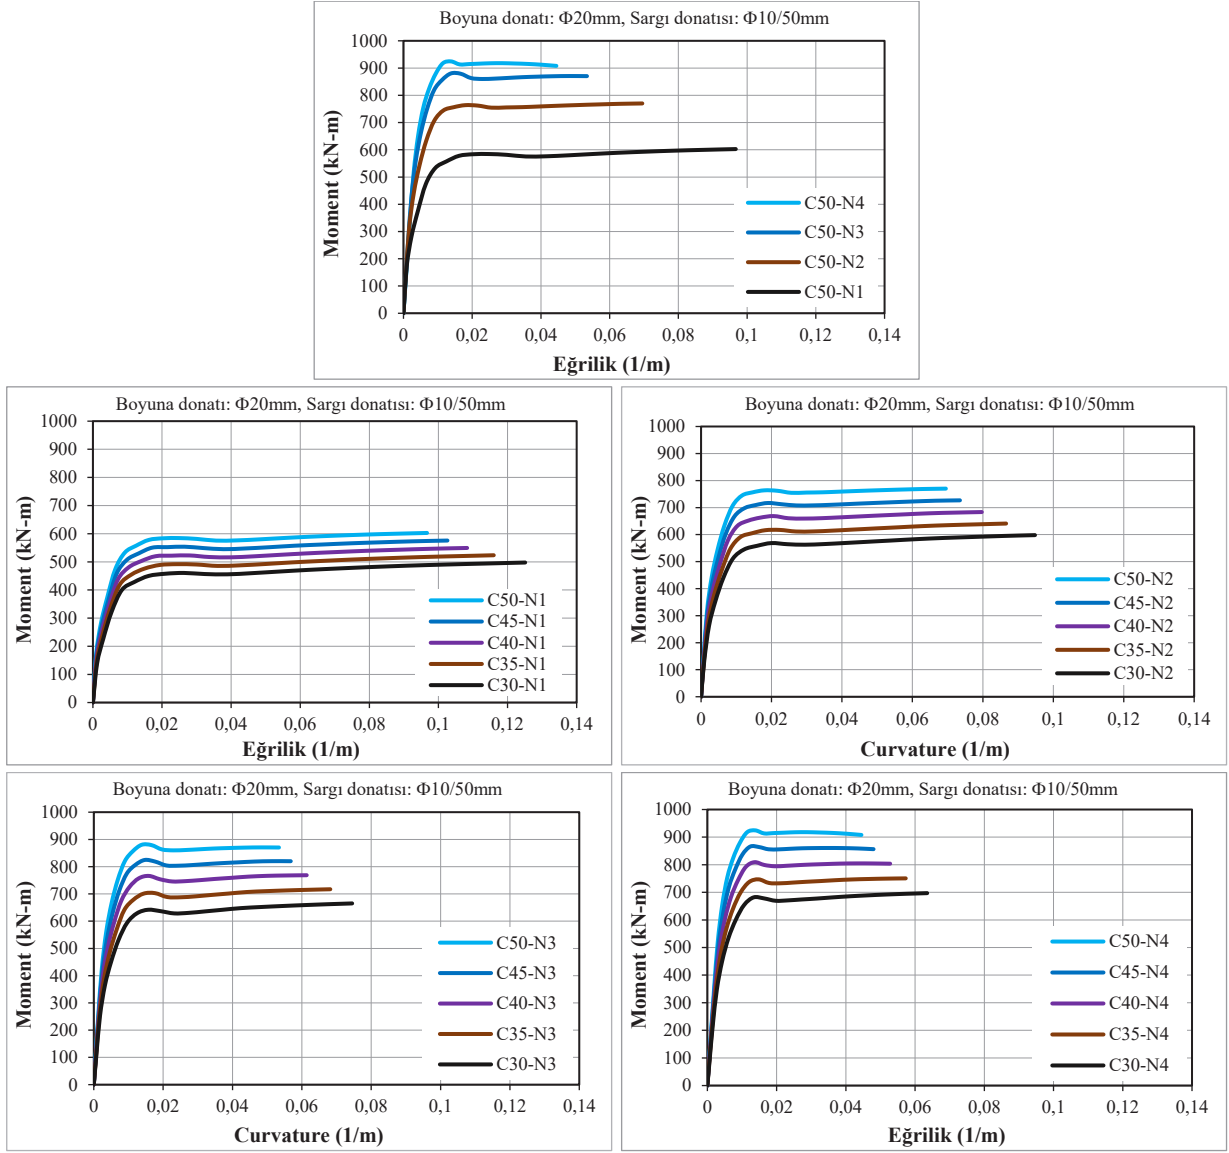 Boyuna donatı: Φ20mm, Sargı donatısı: Φ10/50mm
1000
900
800
700
600
500
400
300
200
100
0
Moment (kN-m)
C50-N4
C50-N3
C50-N2
C50-N1
0 0,02 0,04 0,06 0,08 0,1 0,12 0,14
Eğrilik (1/m)
Boyuna donatı: Φ20mm, Sargı donatısı: Φ10/50mm
1000
900
800
700
600
500
400
300
200
100
0
Moment (kN-m)
C50-N1
C45-N1
C40-N1
C35-N1
C30-N1
0 0,02 0,04 0,06 0,08 0,1 0,12 0,14
Eğrilik (1/m)
Boyuna donatı: Φ20mm, Sargı donatısı: Φ10/50mm
1000
900
800
700
600
500
400
300
200
100
0
Moment (kN-m)
C50-N2
C45-N2
C40-N2
C35-N2
C30-N2
0 0,02 0,04 0,06 0,08 0,1 0,12 0,14
Curvature (1/m)
Boyuna donatı: Φ20mm, Sargı donatısı: Φ10/50mm
1000
900
800
700
600
500
400
300
200
100
0
Moment (kN-m)
C50-N3
C45-N3
C40-N3
C35-N3
C30-N3
0 0,02 0,04 0,06 0,08 0,1 0,12 0,14
Curvature (1/m)
Boyuna donatı: Φ20mm, Sargı donatısı: Φ10/50mm
1000
900
800
700
600
500
400
300
200
100
0
Moment (kN-m)
C50-N4
C45-N4
C40-N4
C35-N4
C30-N4
0 0,02 0,04 0,06 0,08 0,1 0,12 0,14
Eğrilik (1/m)